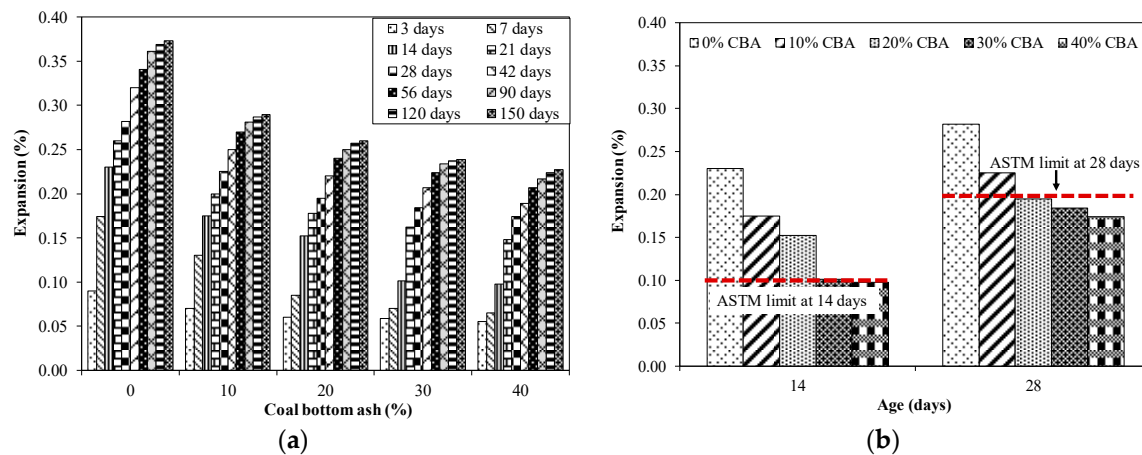 0.40
0.35
0.30
0.25
0.20
0.15
0.10
0.05
0.00
Expansion (%)
3 days 7 days
14 days 21 days
28 days 42 days
56 days 90 days
120 days 150 days
0 10 20 30 40
Coal bottom ash (%)
(a)
0.40
0.35
0.30
0.25
0.20
0.15
0.10
0.05
0.00
Expansion (%)
0% CBA 10% CBA 20% CBA 30% CBA 40% CBA
ASTM limit at 28 days
ASTM limit at 14 days
14 28
Age (days)
(b)